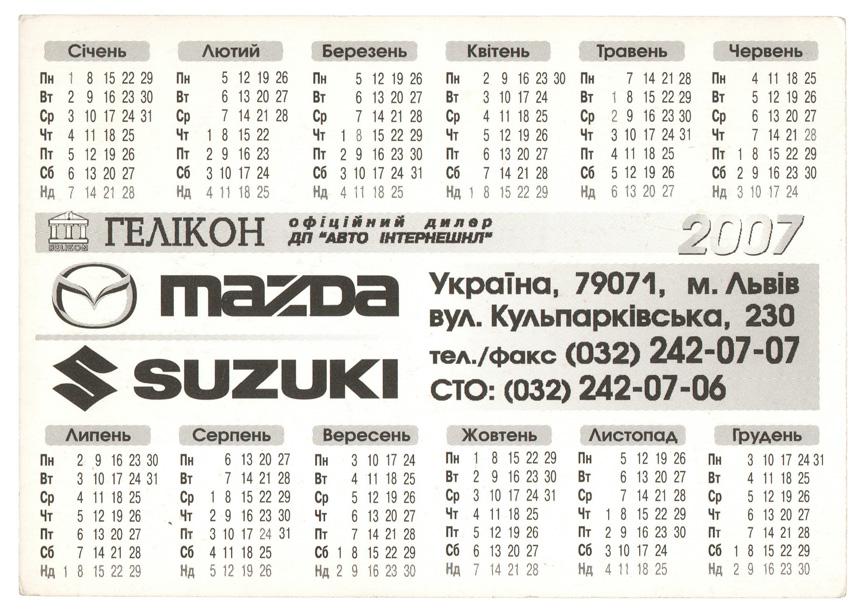 Січень Лютий Березень Квітень Травень Червень
Пн 1 8 15 22 29 Пн 5 12 19 26 Пн 5 12 19 26 Пн 2 9 16 23 30 Пн 7 14 21 28 Пн 4 11 18 25
Вт 2 9 16 23 30 Вт 6 13 20 27 Вт 6 13 20 27 Вт 3 10 17 24 Вт 1 8 15 22 29 Вт 5 12 19 26
Ср 3 10 17 24 31 Ср 7 14 21 28 Ср 7 14 21 28 Ср 4 11 18 25 Ср 2 9 16 23 30 Ср 6 13 20 27
Чт 4 11 18 25 Чт 1 8 15 22 Чт 1 8 15 22 29 Чт 5 12 19 26 Чт 3 10 17 24 31 Чт 7 14 21 28
Пт 5 12 19 26 Пт 2 9 16 23 Пт 2 9 16 23 30 Пт 6 13 20 27 Пт 4 11 18 25 Пт 1 8 15 22 29
Сб 6 13 20 27 Сб 3 10 17 24 Сб 3 10 17 24 31 Сб 7 14 21 28 Сб 5 12 19 26 Сб 2 9 16 23 30
Нд 7 14 21 28 Нд 4 11 18 25 Нд 4 11 18 25 Нд 1 8 15 22 29 Нд 6 13 20 27 Нд 3 10 17 24
HELIKON ГЕЛІКОН офіційний дилер
ДП "АВТО ІНТЕРНЕШНЛ"
2007
mazda
SUZUKI
Україна, 79071, м. Львів
вул. Кульпарківська, 230
тел./факс (032) 242-07-07
СТО: (032) 242-07-06
Липень Серпень Вересень Жовтень Листопад Грудень
Пн 2 9 16 23 30 Пн 6 13 20 27 Пн 3 10 17 24 Пн 1 8 15 22 29 Пн 5 12 19 26 Пн 3 10 17 24 31
Вт 3 10 17 24 31 Вт 7 14 21 28 Вт 4 11 18 25 Вт 2 9 16 23 30 Вт 6 13 20 27 Вт 4 11 18 25
Ср 4 11 18 25 Ср 1 8 15 22 29 Ср 5 12 19 26 Ср 3 10 17 24 31 Ср 7 14 21 28 Ср 5 12 19 26
Чт 5 12 19 26 Чт 2 9 16 23 30 Чт 6 13 20 27 Чт 4 11 18 25 Чт 1 8 15 22 29 Чт 6 13 20 27
Пт 6 13 20 27 Пт 3 10 17 24 31 Пт 7 14 21 28 Пт 5 12 19 26 Пт 2 9 16 23 30 Пт 7 14 21 28
Сб 7 14 21 28 Сб 4 11 18 25 Сб 1 8 15 22 29 Сб 6 13 20 27 Сб 3 10 17 24 Сб 1 8 15 22 29
Нд 1 8 15 22 29 Нд 5 12 19 26 Нд 2 9 16 23 30 Нд 7 14 21 28 Нд 4 11 18 25 Нд 2 9 16 23 30